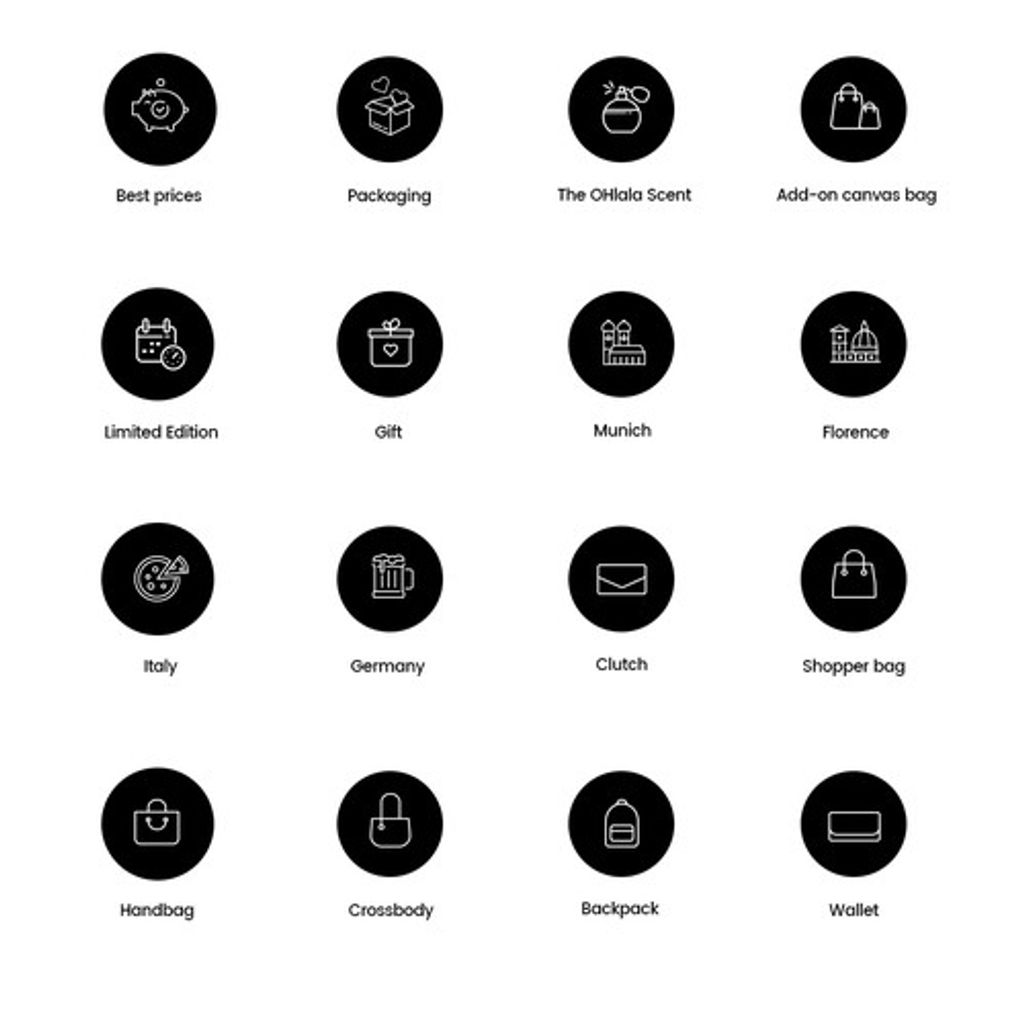 Best prices
Packaging
The OHlala Scent
Add-on canvas bag
Limited Edition
Gift
Munich
Florence
Italy
Germany
Clutch
Shopper bag
Handbag
Crossbody
Backpack
Wallet